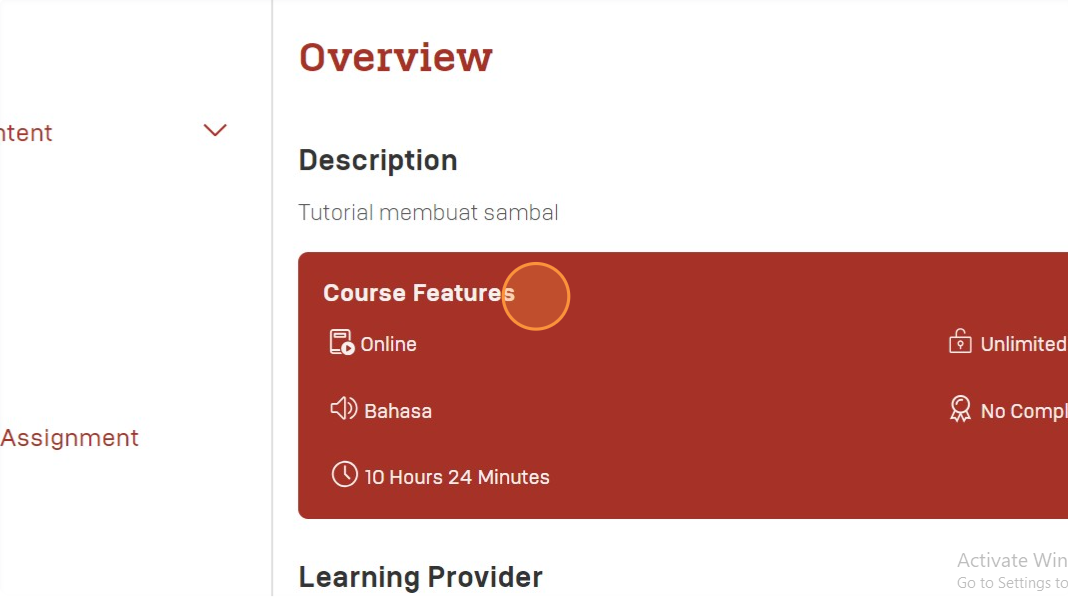 Overview
ntent
Description
Tutorial membuat sambal
Course Features
Online
Unlimited
Bahasa
No Compl
Assignment
10 Hours 24 Minutes
Learning Provider
Activate Win
Go to Settings to